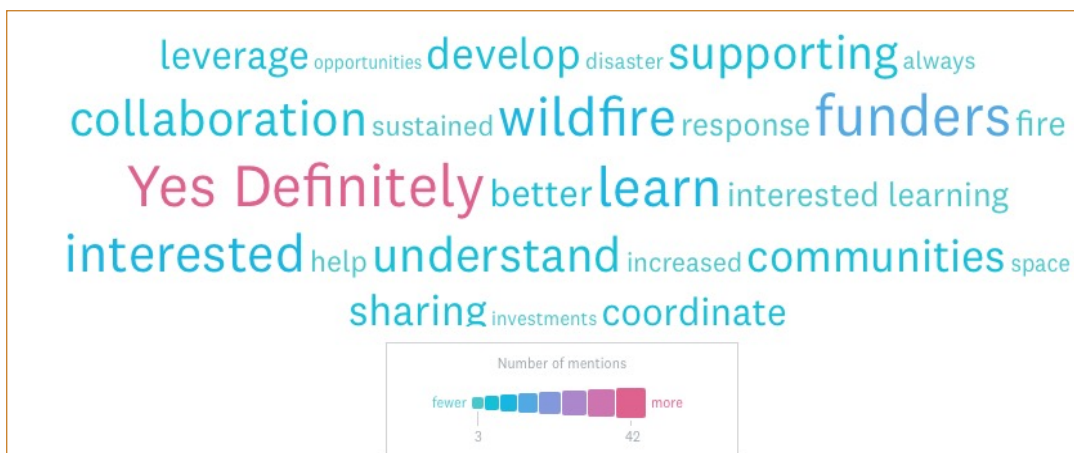 leverage opportunities develop disaster supporting always
collaboration sustained wildfire response funders fire
Yes Definitely better learn interested learning
interested help understand increased communities space
sharing investments coordinate
Number of mentions
fewer more
3 42